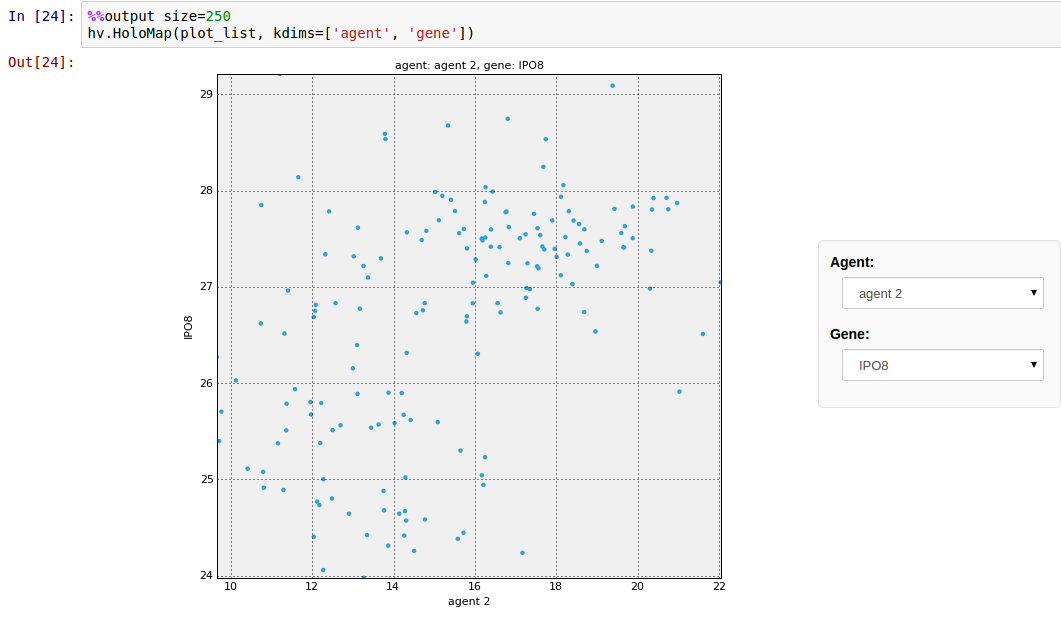 In [24]: %%output size=250
hv.HoloMap(plot_list, kdims=['agent', 'gene'])
Out[24]:
agent: agent 2, gene: IPO8
29
28
27
26
25
24
IPO8
10 12 14 16 18 20 22
agent 2
Agent:
agent 2
Gene:
IPO8